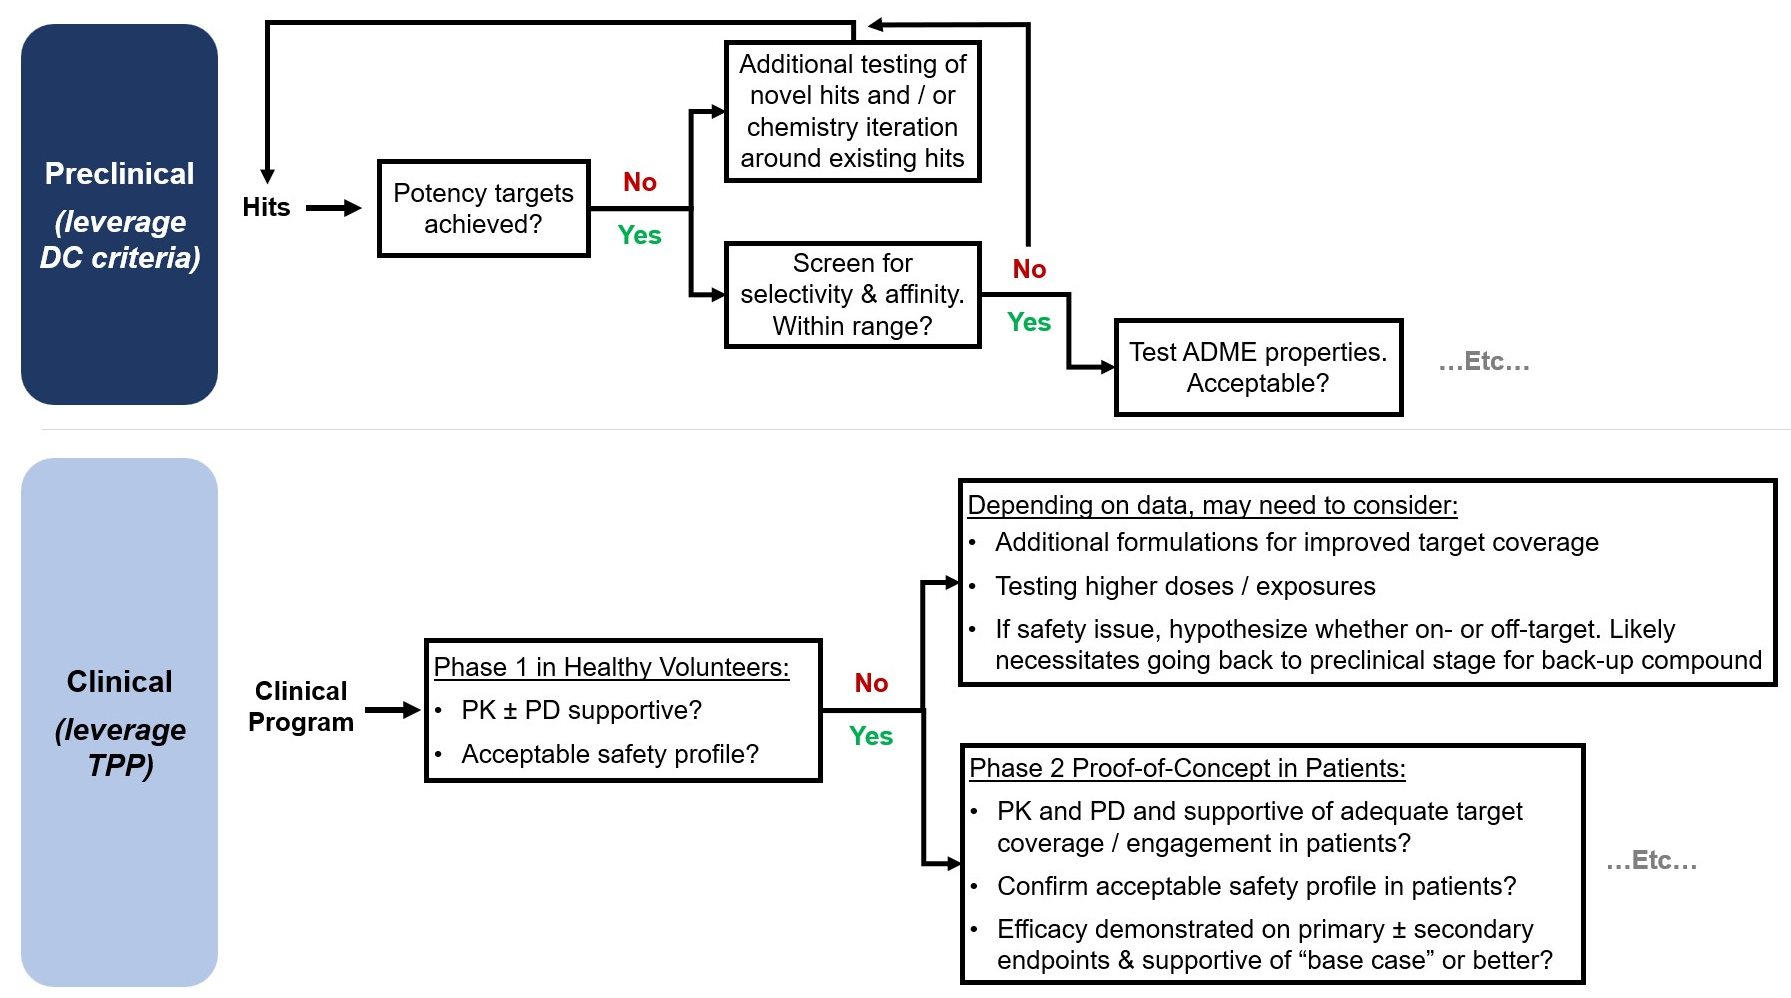 Preclinical
(leverage
DC criteria)
Hits
Potency targets
achieved?
No
Yes
Additional testing of
novel hits and / or
chemistry iteration
around existing hits
Screen for
selectivity & affinity.
Within range?
No
Yes
Test ADME properties.
Acceptable?
...Etc...
Clinical
(leverage
TPP)
Clinical
Program
Phase 1 in Healthy Volunteers:
• PK ± PD supportive?
• Acceptable safety profile?
No
Yes
Depending on data, may need to consider:
• Additional formulations for improved target coverage
• Testing higher doses / exposures
• If safety issue, hypothesize whether on- or off-target. Likely
necessitates going back to preclinical stage for back-up compound
Phase 2 Proof-of-Concept in Patients:
• PK and PD and supportive of adequate target
coverage / engagement in patients?
• Confirm acceptable safety profile in patients?
• Efficacy demonstrated on primary ± secondary
endpoints & supportive of “base case” or better?
...Etc...